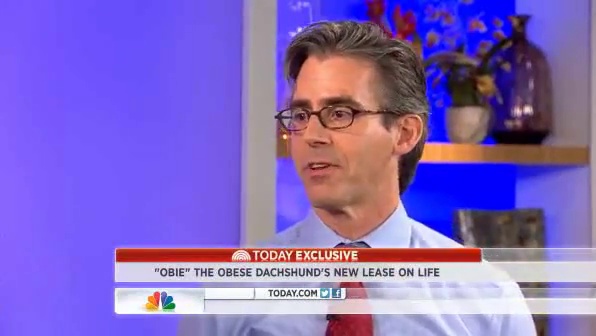 TODAY EXCLUSIVE
"OBIE" THE OBESE DACHSHUND'S NEW LEASE ON LIFE
TODAY.COM